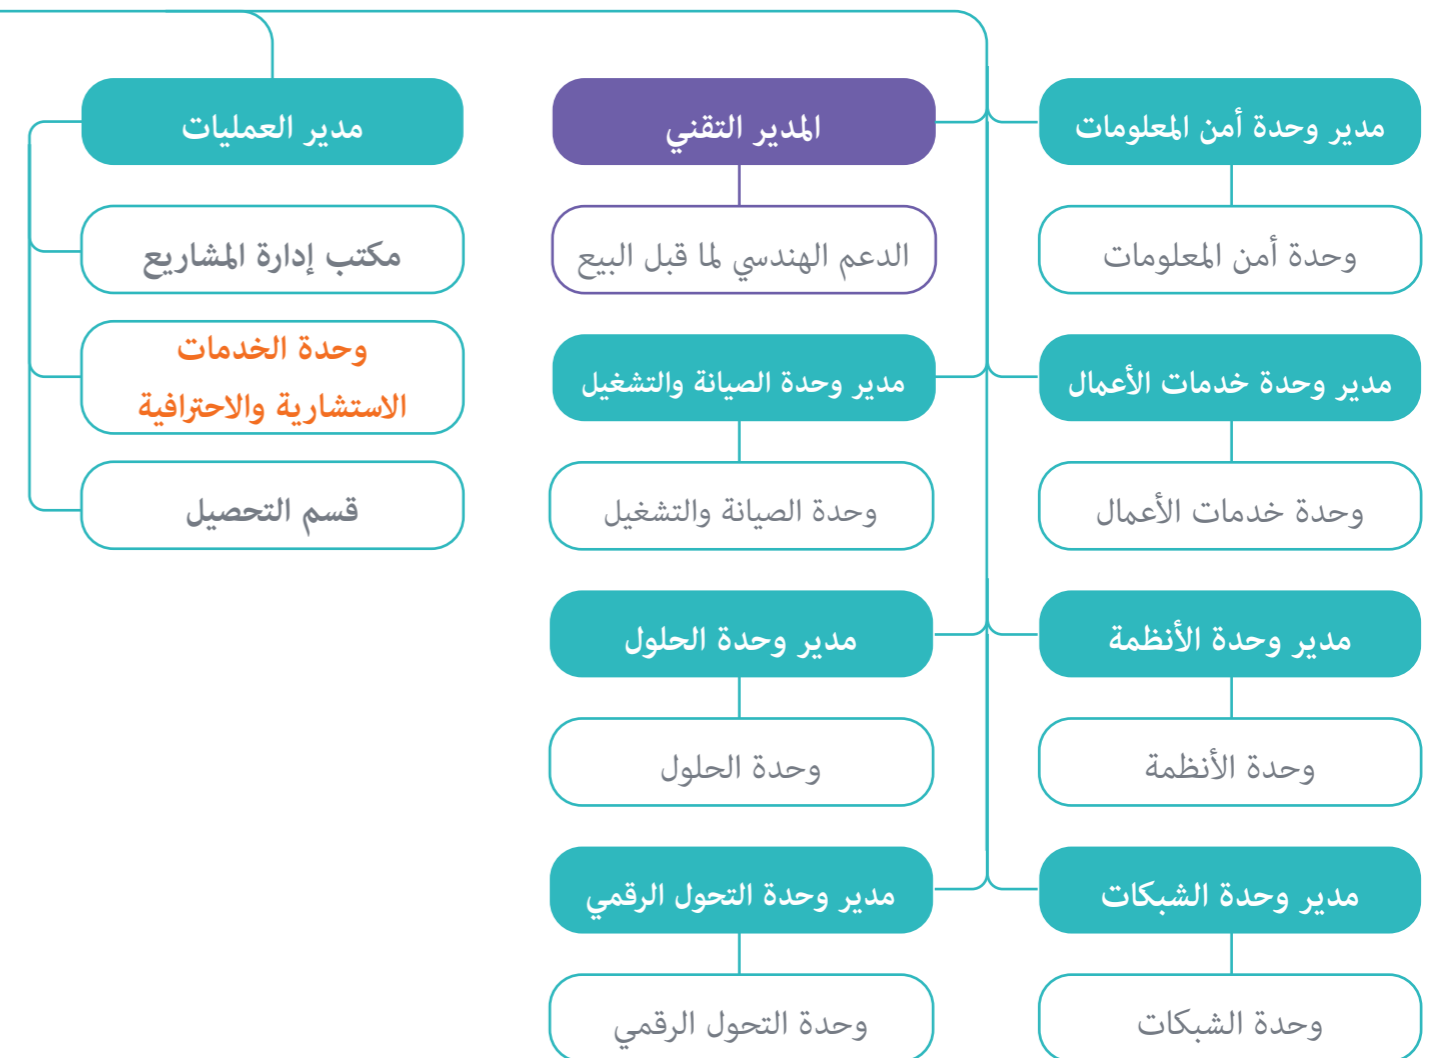 مدير وحدة أمن المعلومات
المدير التقني
مدير العمليات
وحدة أمن المعلومات
الدعم الهندسي لما قبل البيع
مكتب إدارة المشاريع
مدير وحدة خدمات الأعمال
مدير وحدة الصيانة والتشغيل
وحدة الخدمات
الاستشارية والاحترافية
وحدة خدمات الأعمال
وحدة الصيانة والتشغيل
قسم التحصيل
مدير وحدة الأنظمة
مدير وحدة الحلول
وحدة الأنظمة
وحدة الحلول
مدير وحدة الشبكات
مدير وحدة التحول الرقمي
وحدة الشبكات
وحدة التحول الرقمي